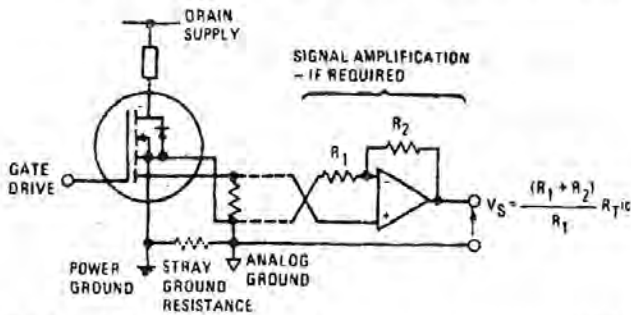 DRAIN
SUPPLY
SIGNAL AMPLIFICATION
- IF REQUIRED
R2
R1
GATE
DRIVE
-
+
VS = (R1 + R2) / R1 RT ic
POWER
GROUND
STRAY
GROUND
RESISTANCE
ANALOG
GROUND